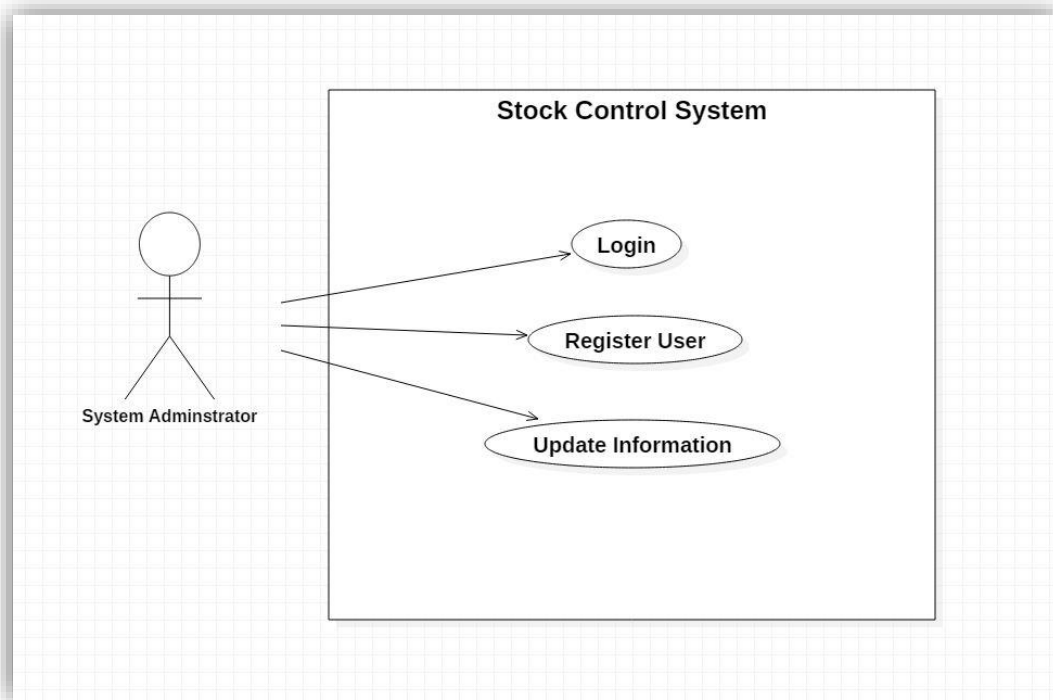 Stock Control System
Login
Register User
System Adminstrator
Update Information